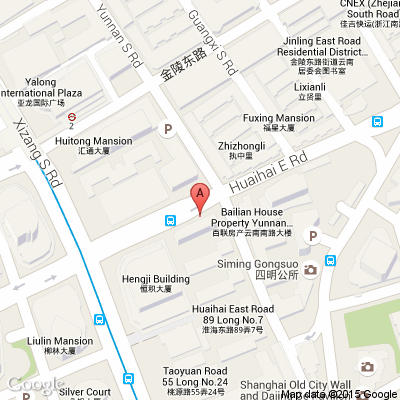 CNEX (Zhejia
South Road)
佳吉快运(浙江南
Yunnan S Rd
Guangxi S Rd
金陵东路
Jinling East Road
Residential District...
金陵东路街道云南
居委会图书室
Yalong
International Plaza
亚龙国际广场
2
Lixianli
立贤里
Xizang S Rd
P
Huitong Mansion
汇通大厦
Fuxing Mansion
福星大厦
Zhizhongli
执中里
Huaihai E Rd
A
Bailian House
Property Yunnan...
百联房产云南南路大楼
P
Siming Gongsuo
四明公所
Hengji Building
恒积大厦
Huaihai East Road
89 Long No.7
淮海东路89弄7号
Liulin Mansion
柳林大厦
Taoyuan Road
55 Long No.24
桃源路55弄24号
Silver Court
Shanghai Old City Wall
and Dajing Ge Pavilion
Map data ©2015 Google